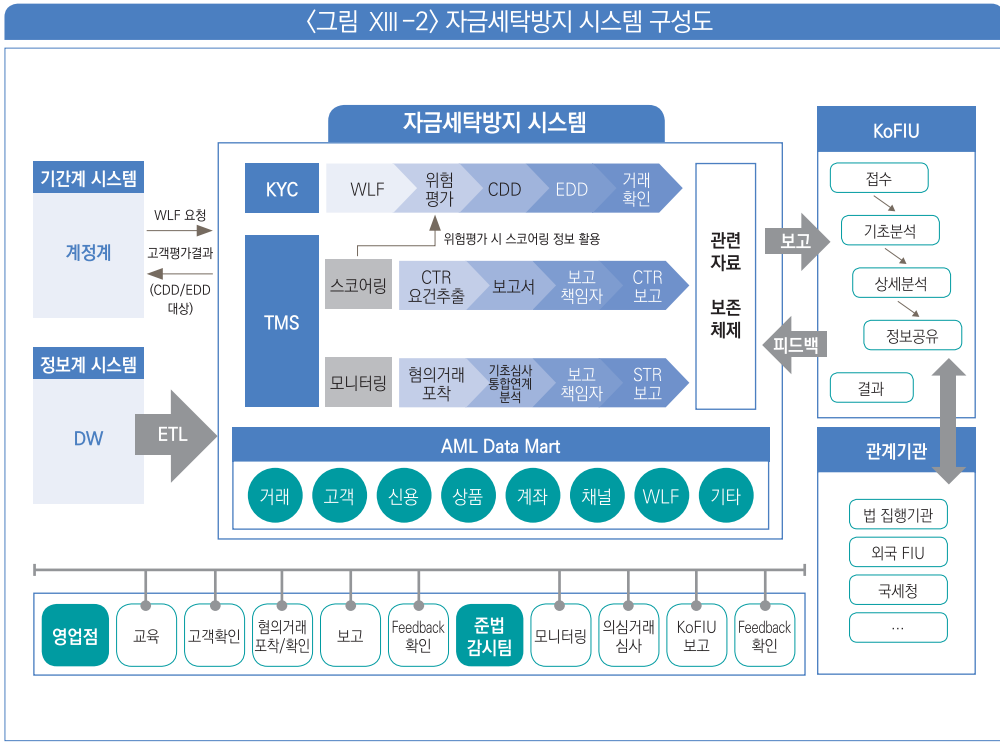 〈그림 XIII-2〉 자금세탁방지 시스템 구성도
자금세탁방지 시스템
기간계 시스템
계정계
WLF 요청
고객평가결과
(CDD/EDD
대상)
정보계 시스템
DW
ETL
KYC
WLF
위험
평가
CDD
EDD
거래
확인
위험평가 시 스코어링 정보 활용
TMS
스코어링
CTR
요건추출
보고서
보고
책임자
CTR
보고
모니터링
혐의거래
포착
기초심사
통합연계
분석
보고
책임자
STR
보고
관련
자료
보존
체제
AML Data Mart
거래
고객
신용
상품
계좌
채널
WLF
기타
보고
피드백
KoFIU
접수
기초분석
상세분석
정보공유
결과
관계기관
법 집행기관
외국 FIU
국세청
…
영업점
교육
고객확인
혐의거래
포착/확인
보고
Feedback
확인
준법
감시팀
모니터링
의심거래
심사
KoFIU
보고
Feedback
확인